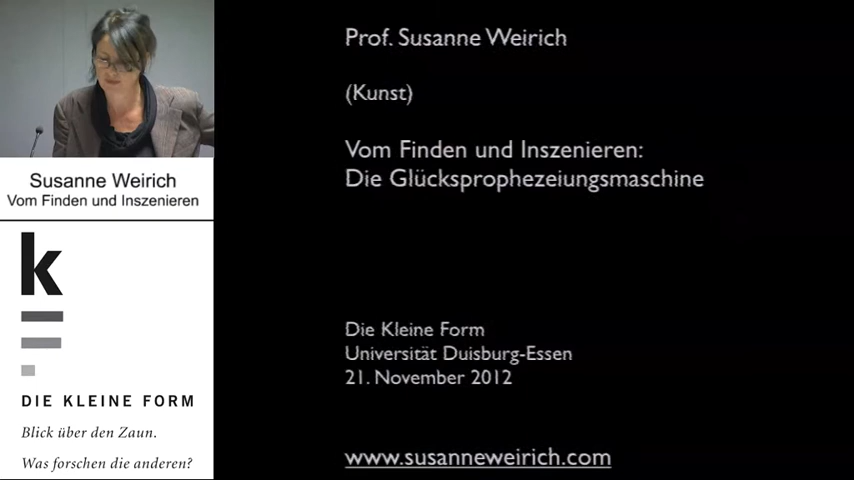 Susanne Weirich
Vom Finden und Inszenieren
k
DIE KLEINE FORM
Blick über den Zaun.
Was forschen die anderen?
Prof. Susanne Weirich
(Kunst)
Vom Finden und Inszenieren:
Die Glücksprophezeiungsmaschine
Die Kleine Form
Universität Duisburg-Essen
21. November 2012
www.susanneweirich.com